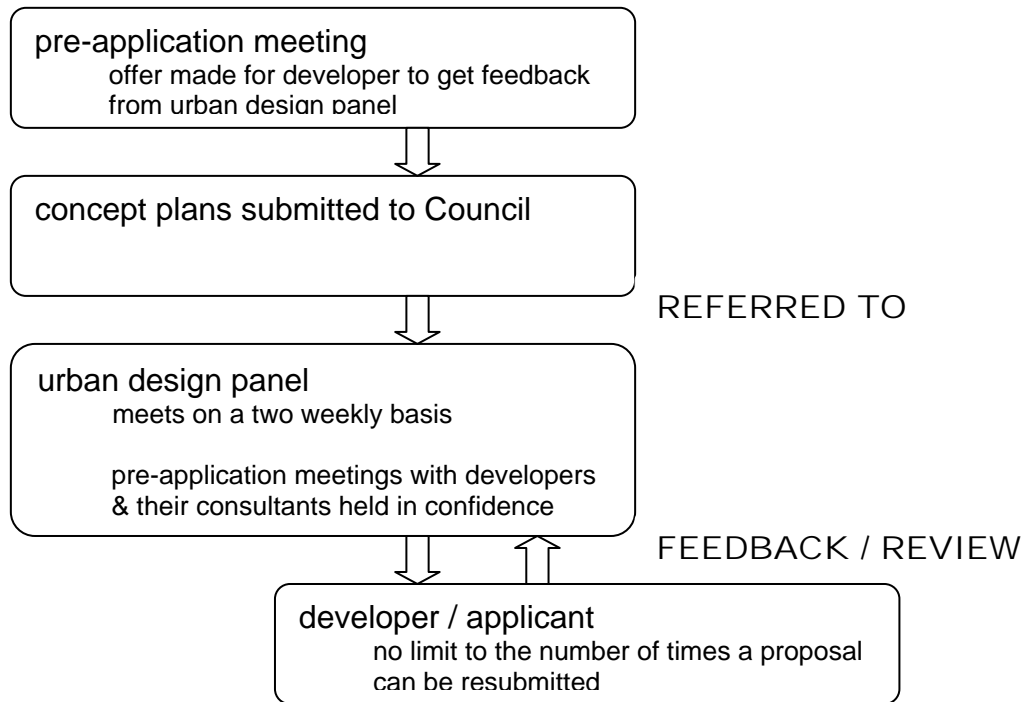 pre-application meeting
offer made for developer to get feedback
from urban design panel
concept plans submitted to Council
REFERRED TO
urban design panel
meets on a two weekly basis
pre-application meetings with developers
& their consultants held in confidence
FEEDBACK / REVIEW
developer / applicant
no limit to the number of times a proposal
can be resubmitted